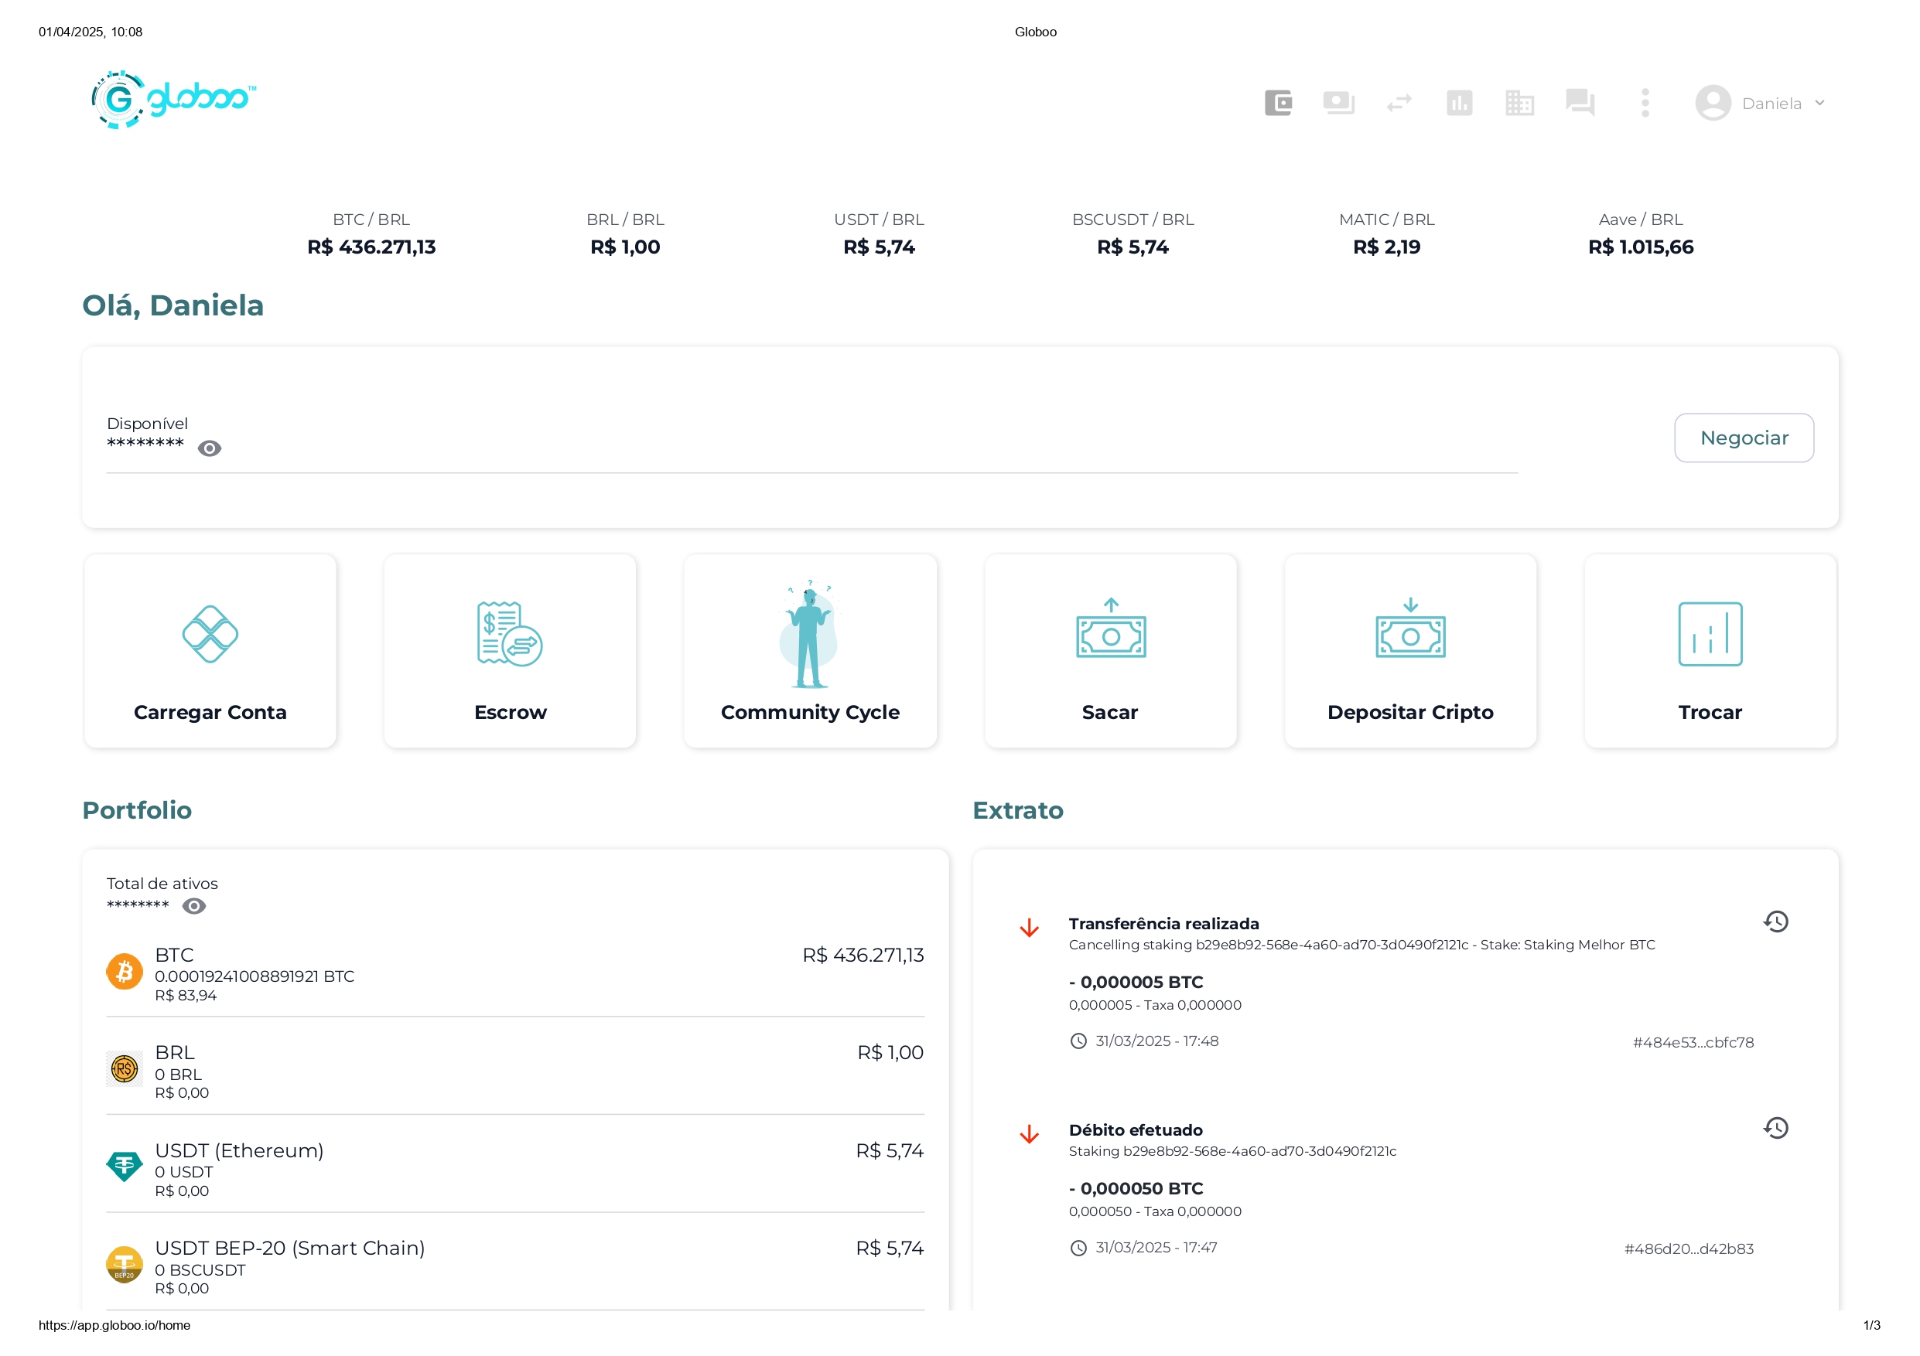 01/04/2025, 10:08
Globoo
G globoo™
Daniela
BTC / BRL
R$ 436.271,13
BRL / BRL
R$ 1,00
USDT / BRL
R$ 5,74
BSCUSDT / BRL
R$ 5,74
MATIC / BRL
R$ 2,19
Aave / BRL
R$ 1.015,66
Olá, Daniela
Disponível
********
Negociar
Carregar Conta
Escrow
Community Cycle
Sacar
Depositar Cripto
Trocar
Portfolio
Total de ativos
********
BTC
R$ 436.271,13
0.00019241008891921 BTC
R$ 83,94
BRL
R$ 1,00
0 BRL
R$ 0,00
USDT (Ethereum)
R$ 5,74
0 USDT
R$ 0,00
USDT BEP-20 (Smart Chain)
R$ 5,74
BEP20
0 BSCUSDT
R$ 0,00
Extrato
Transferência realizada
Cancelling staking b29e8b92-568e-4a60-ad70-3d0490f2121c - Stake: Staking Melhor BTC
- 0,000005 BTC
0,000005 - Taxa 0,000000
31/03/2025 - 17:48
#484e53...cbfc78
Débito efetuado
Staking b29e8b92-568e-4a60-ad70-3d0490f2121c
- 0,000050 BTC
0,000050 - Taxa 0,000000
31/03/2025 - 17:47
#486d20...d42b83
https://app.globoo.io/home
1/3